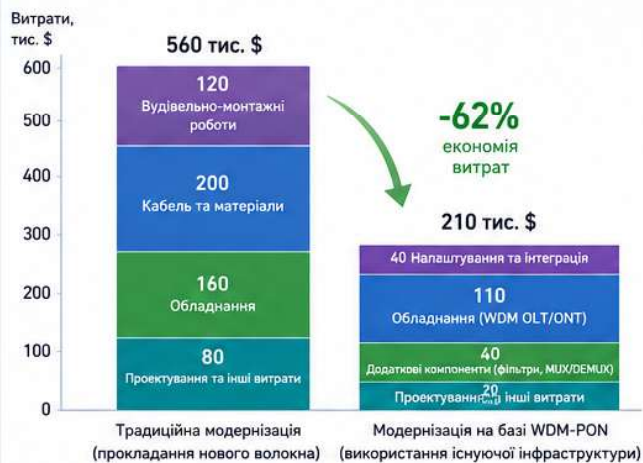 Витрати,
тис. $
600
500
400
300
200
100
0
560 тис. $
120
Вудівельно-монтажні
роботи
200
Кабель та матеріали
160
Обладнання
80
Проектування та інші витрати
-62%
економія
витрат
210 тис. $
40 Налаштування та інтеграція
110
Обладнання (WDM OLT/ONT)
40
Додаткові компоненти (фільтри, MUX/DEMUX)
20
Проектування інші витрати
Традиційна модернізація
(прокладання нового волокна)
Модернізація на базі WDM-PON
(використання існуючої інфраструктури)